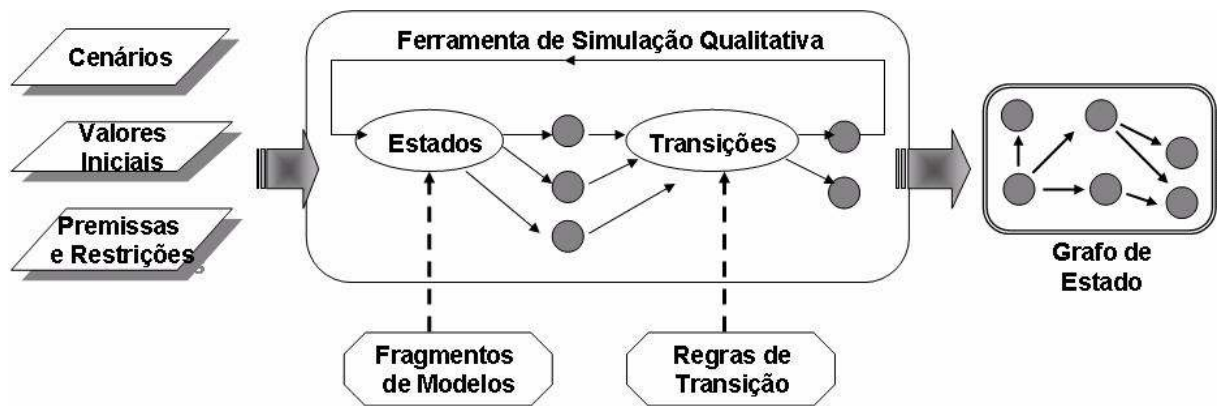 Cenários
Valores
Iniciais
Premissas
e Restrições
Ferramenta de Simulação Qualitativa
Estados
Transições
Fragmentos
de Modelos
Regras de
Transição
Grafo de
Estado